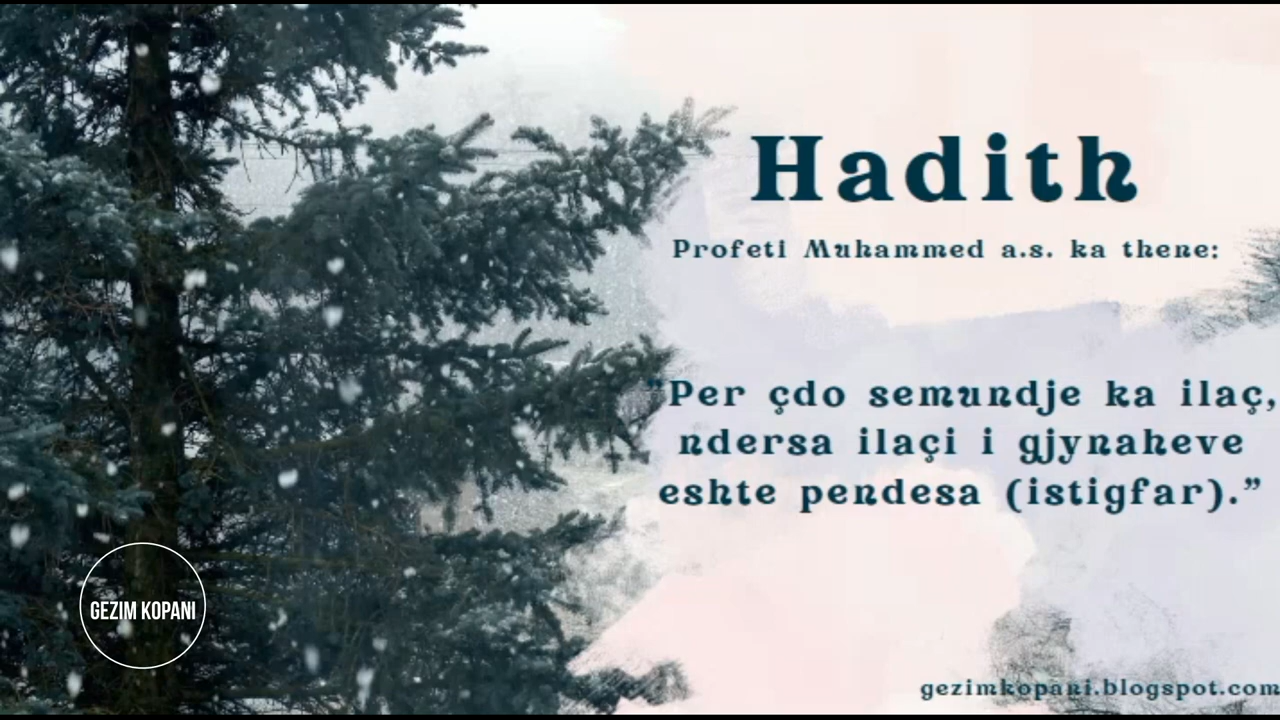 Hadith
Profeti Muhammed a.s. ka thene:
"Per çdo semundje ka ilaç,
ndersa ilaçi i gjynaheve
eshte pendesa (istigfar).”
GEZIM KOPANI
gezimkopani.blogspot.com